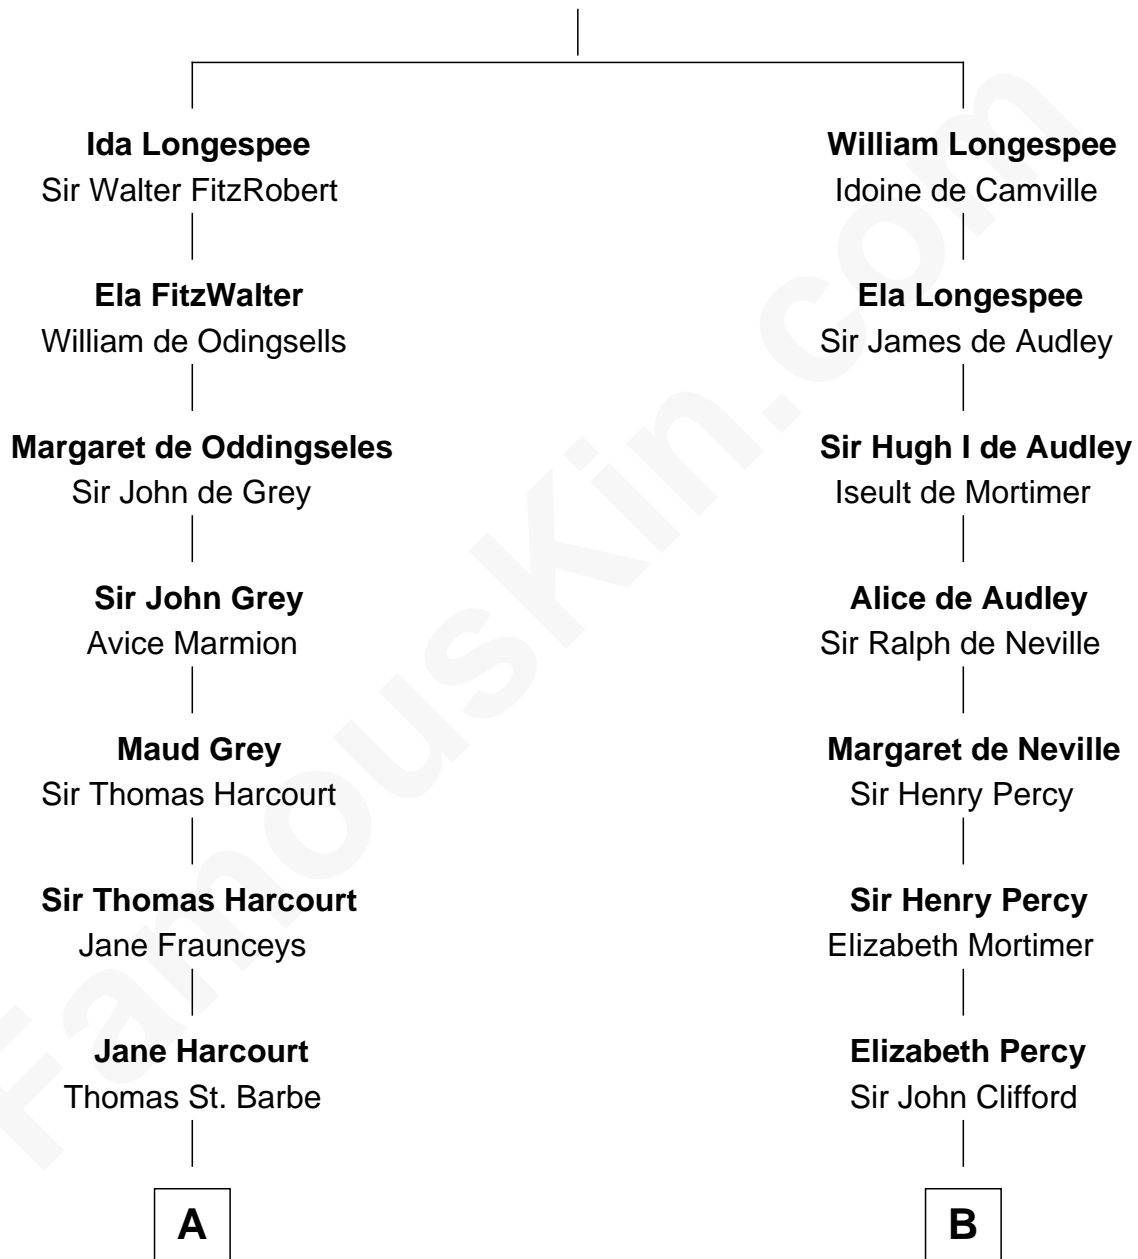 Ida Longespee
Sir Walter FitzRobert
Ela FitzWalter
William de Odingsells
Margaret de Oddingseles
Sir John de Grey
Sir John Grey
Avice Marmion
Maud Grey
Sir Thomas Harcourt
Sir Thomas Harcourt
Jane Fraunceys
Jane Harcourt
Thomas St. Barbe
A
William Longespee
Idoine de Camville
Ela Longespee
Sir James de Audley
Sir Hugh I de Audley
Iseult de Mortimer
Alice de Audley
Sir Ralph de Neville
Margaret de Neville
Sir Henry Percy
Sir Henry Percy
Elizabeth Mortimer
Elizabeth Percy
Sir John Clifford
B
FamousKin.com